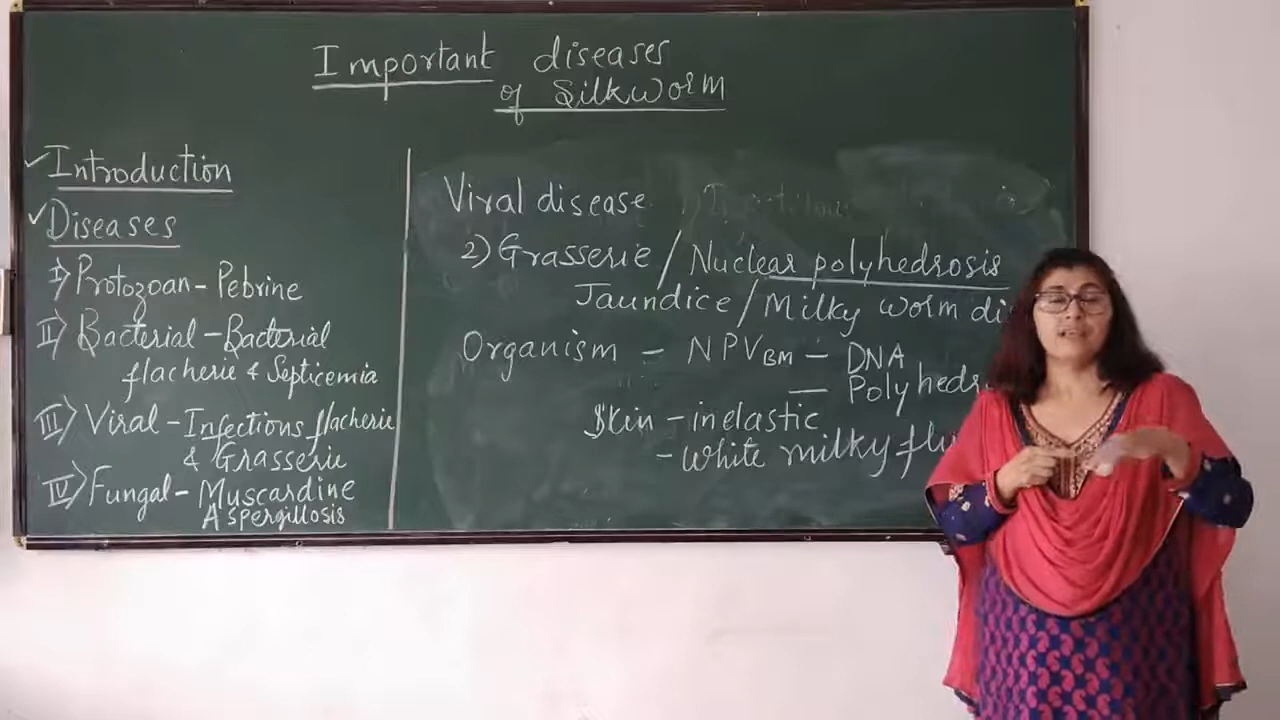 Important diseases
of Silkworm
✓ Introduction
✓ Diseases
I) Protozoan - Pebrine
II) Bacterial - Bacterial
flacherie & Septicemia
III) Viral - Infections flacherie
& Grasserie
IV) Fungal - Muscardine
Aspergillosis
Viral disease
2) Grasserie / Nuclear polyhedrosis
Jaundice / Milky worm di
Organism - NPVBM - DNA
- Polyhedr
Skin - inelastic
- White milky flu